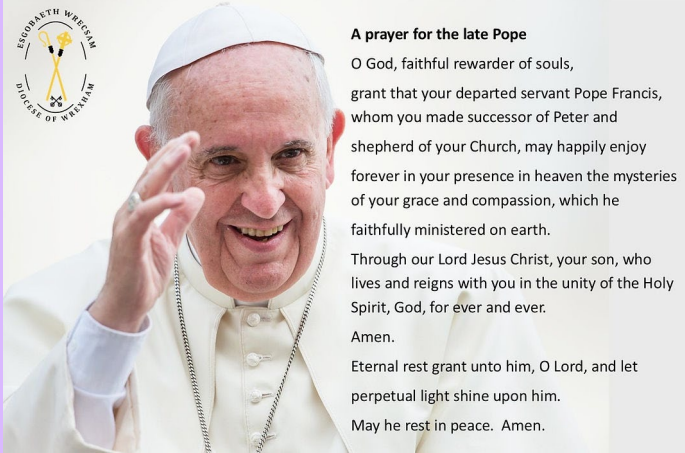 ESGOBAETH WRECSAM
DIOCESE OF WREXHAM
A prayer for the late Pope
O God, faithful rewarder of souls,
grant that your departed servant Pope Francis,
whom you made successor of Peter and
shepherd of your Church, may happily enjoy
forever in your presence in heaven the mysteries
of your grace and compassion, which he
faithfully ministered on earth.
Through our Lord Jesus Christ, your son, who
lives and reigns with you in the unity of the Holy
Spirit, God, for ever and ever.
Amen.
Eternal rest grant unto him, O Lord, and let
perpetual light shine upon him.
May he rest in peace.  Amen.